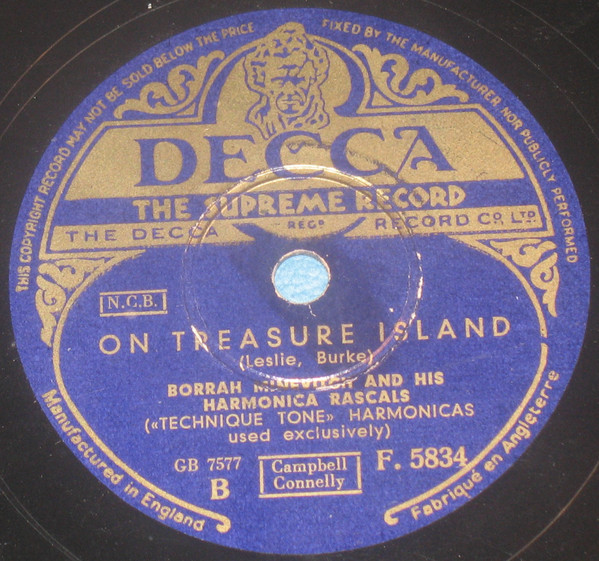 THIS COPYRIGHT RECORD MAY NOT BE SOLD BELOW THE PRICE FIXED BY THE MANUFACTURER NOR PUBLICLY PERFORMED
DECCA
THE SUPREME RECORD
THE DECCA REGD RECORD CO LTD
N.C.B.
ON TREASURE ISLAND
(Leslie, Burke)
BORRAH MINEVITCH AND HIS
HARMONICA RASCALS
(«TECHNIQUE TONE» HARMONICAS
used exclusively)
GB 7577
B
Campbell
Connelly
F. 5834
Manufactured in England
Fabriqué en Angleterre